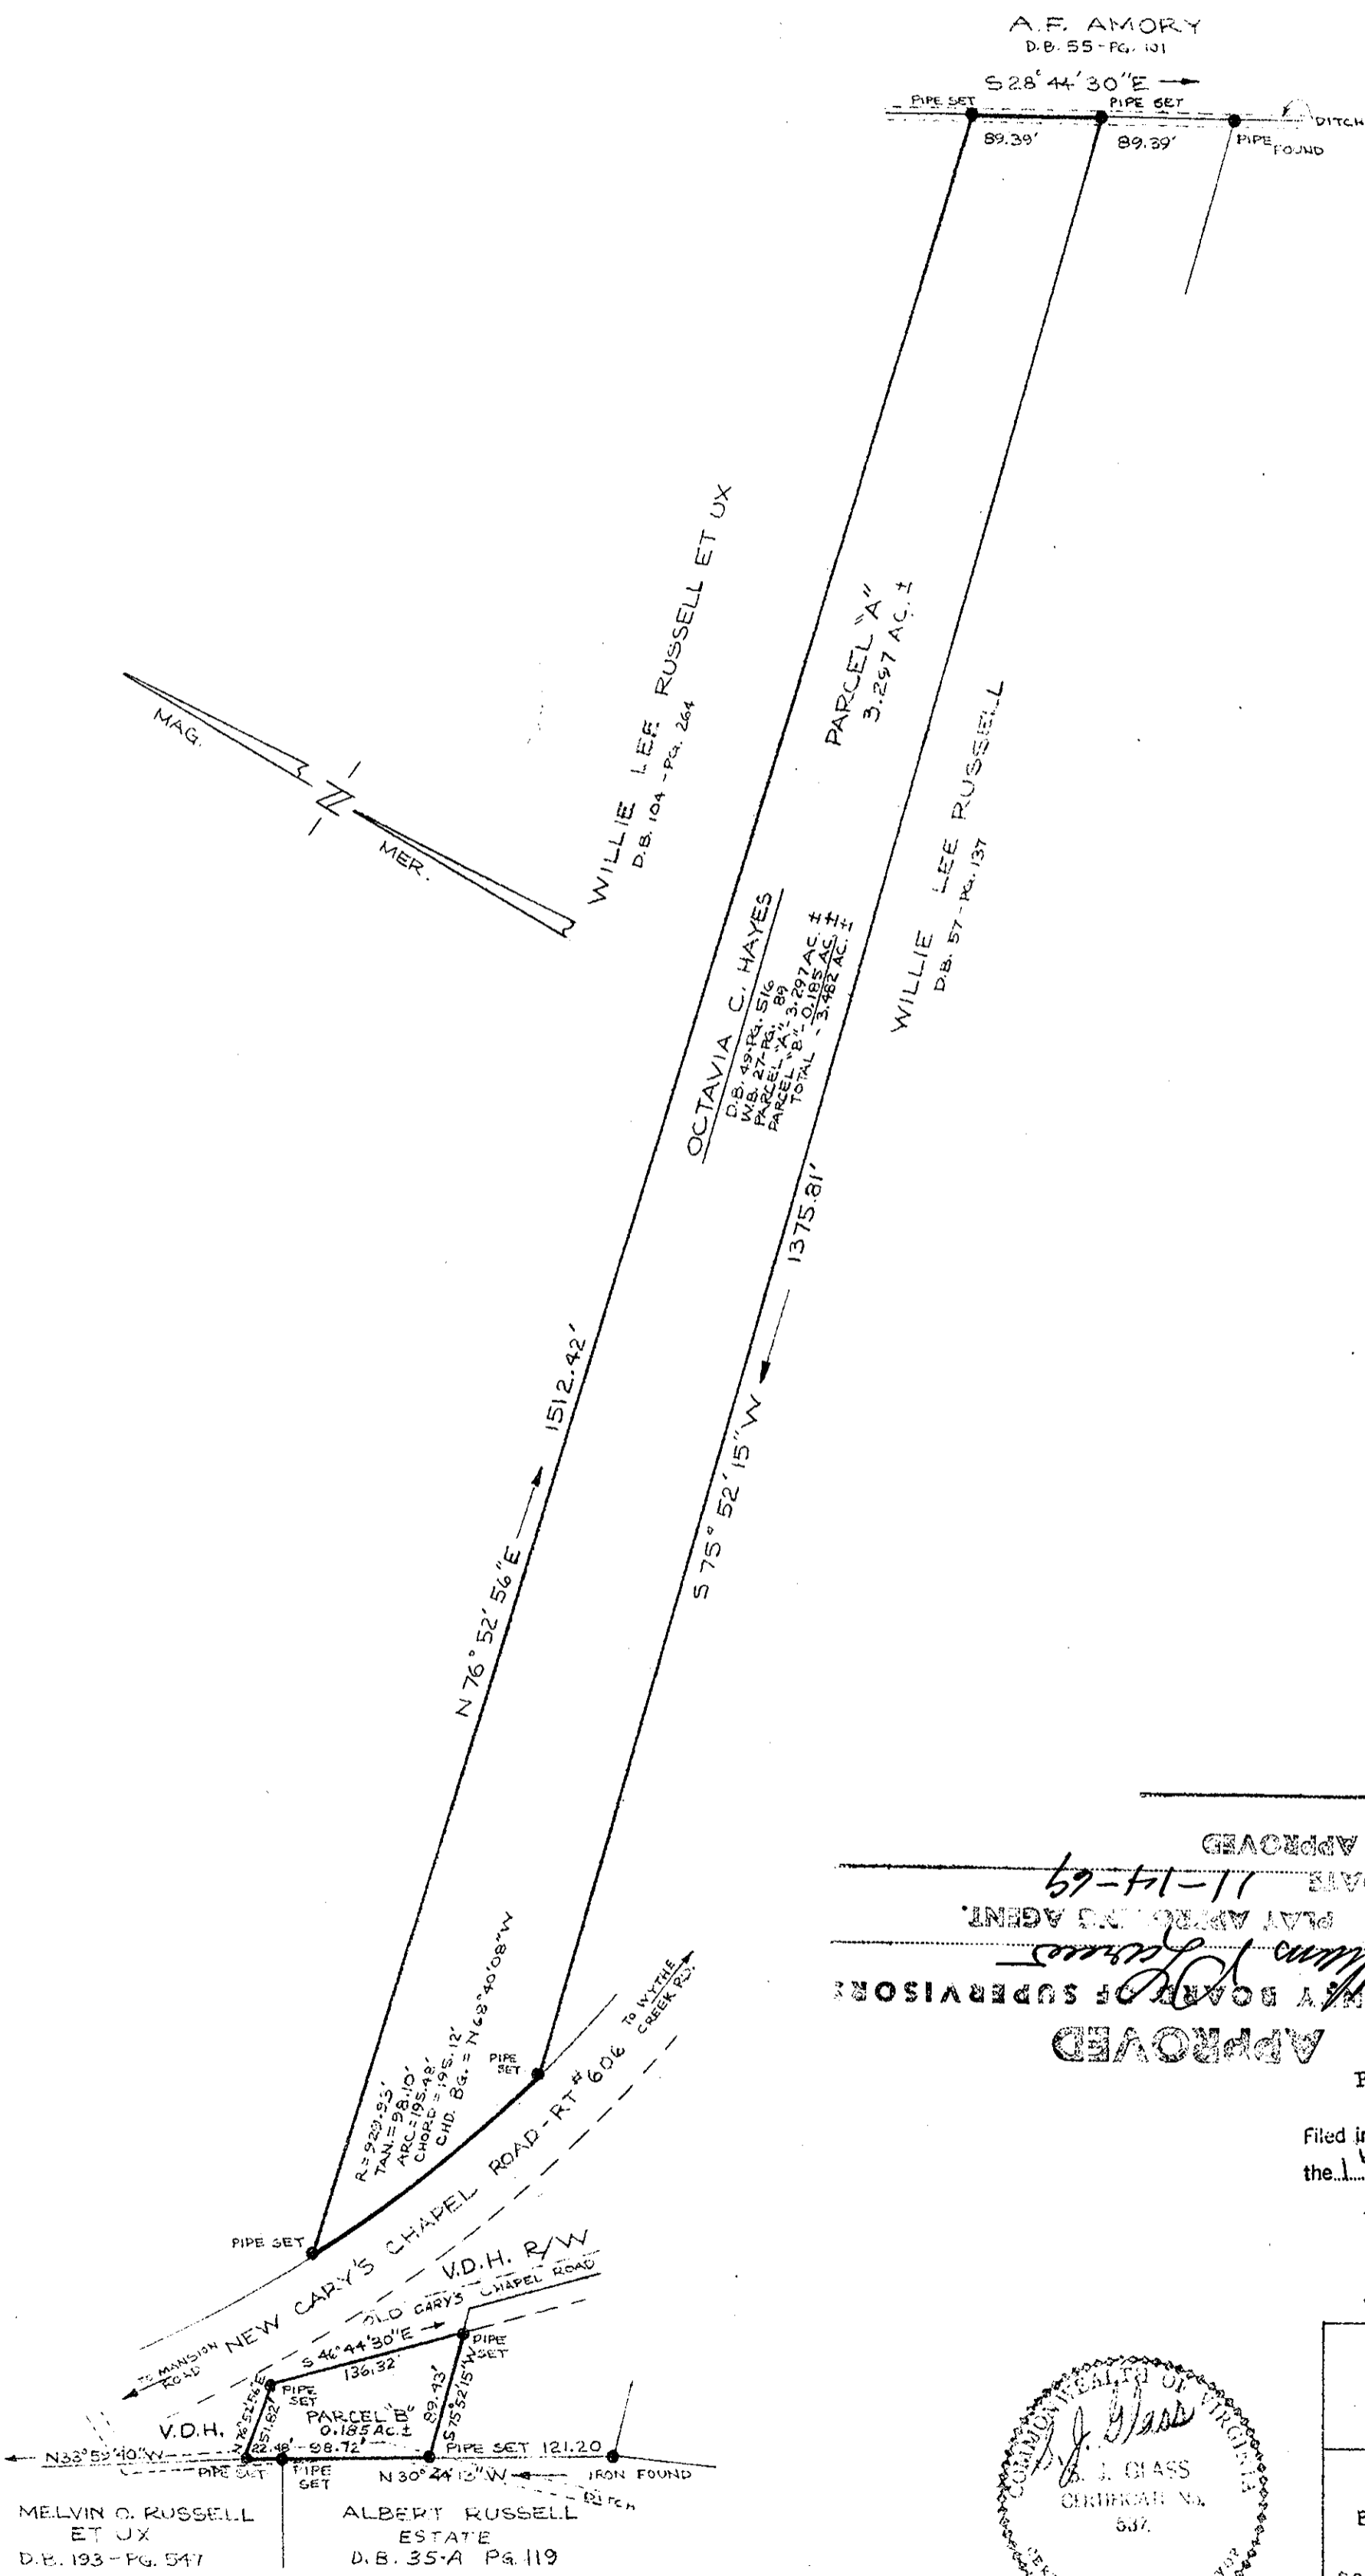 A.F. AMORY
D.B. 55-PG. 101
S28°44'30"E
PIPE SET
PIPE SET
DITCH
89.39'
89.39'
PIPE FOUND
MAG.
N
MER.
WILLIE LEE RUSSELL ET UX
D.B. 104 - PG. 264
PARCEL "A"
3.297 AC. ±
WILLIE LEE RUSSELL
D.B. 57 - PG. 137
OCTAVIA C. HAYES
D.B. 49-PG. 516
W.B. 27-PG. 89
PARCEL "A" - 3.297 AC. ±
PARCEL "B" - 0.185 AC. ±
TOTAL - 3.482 AC. ±
1375.81'
S 75° 52' 15" W
1512.42'
N 76° 52' 56" E
APPROVED
DATE 11-14-69
AGENT.
BOARD OF SUPERVISORS
APPROVED
Filed in
the
R=929.93'
TAN.=98.10'
ARC=195.48'
CHORD=195.12'
CHD. BG. = N68°40'08"W
PIPE SET
TO WYTHE CREEK RD.
PIPE SET
NEW CARY'S CHAPEL ROAD - RT # 606
V.D.H. R/W
OLD CARY'S CHAPEL ROAD
TO MANSION ROAD
S 46°44'30"E
136.32'
PIPE SET
PIPE SET
N 76°52'56"E
51.82'
PARCEL "B"
0.185 AC.±
89.43'
S 75°52'15"W
V.D.H.
N33°59'40"W
22.48'
98.72'
PIPE SET 121.20
PIPE SET
PIPE SET
N 30°24'13"W
IRON FOUND
DITCH
MELVIN O. RUSSELL
ET UX
D.B. 193 - PG. 547
ALBERT RUSSELL
ESTATE
D.B. 35-A PG. 119
COMMONWEALTH OF VIRGINIA
S. J. Glass
S. J. GLASS
CERTIFICATE No.
537